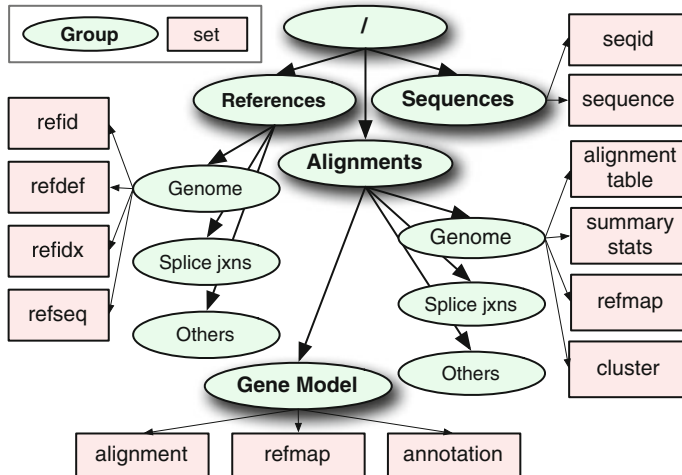 Group
set
/
References
Sequences
seqid
sequence
Alignments
refid
refdef
refidx
refseq
Genome
Splice jxns
Others
Genome
Splice jxns
Others
alignment
table
summary
stats
refmap
cluster
Gene Model
alignment
refmap
annotation